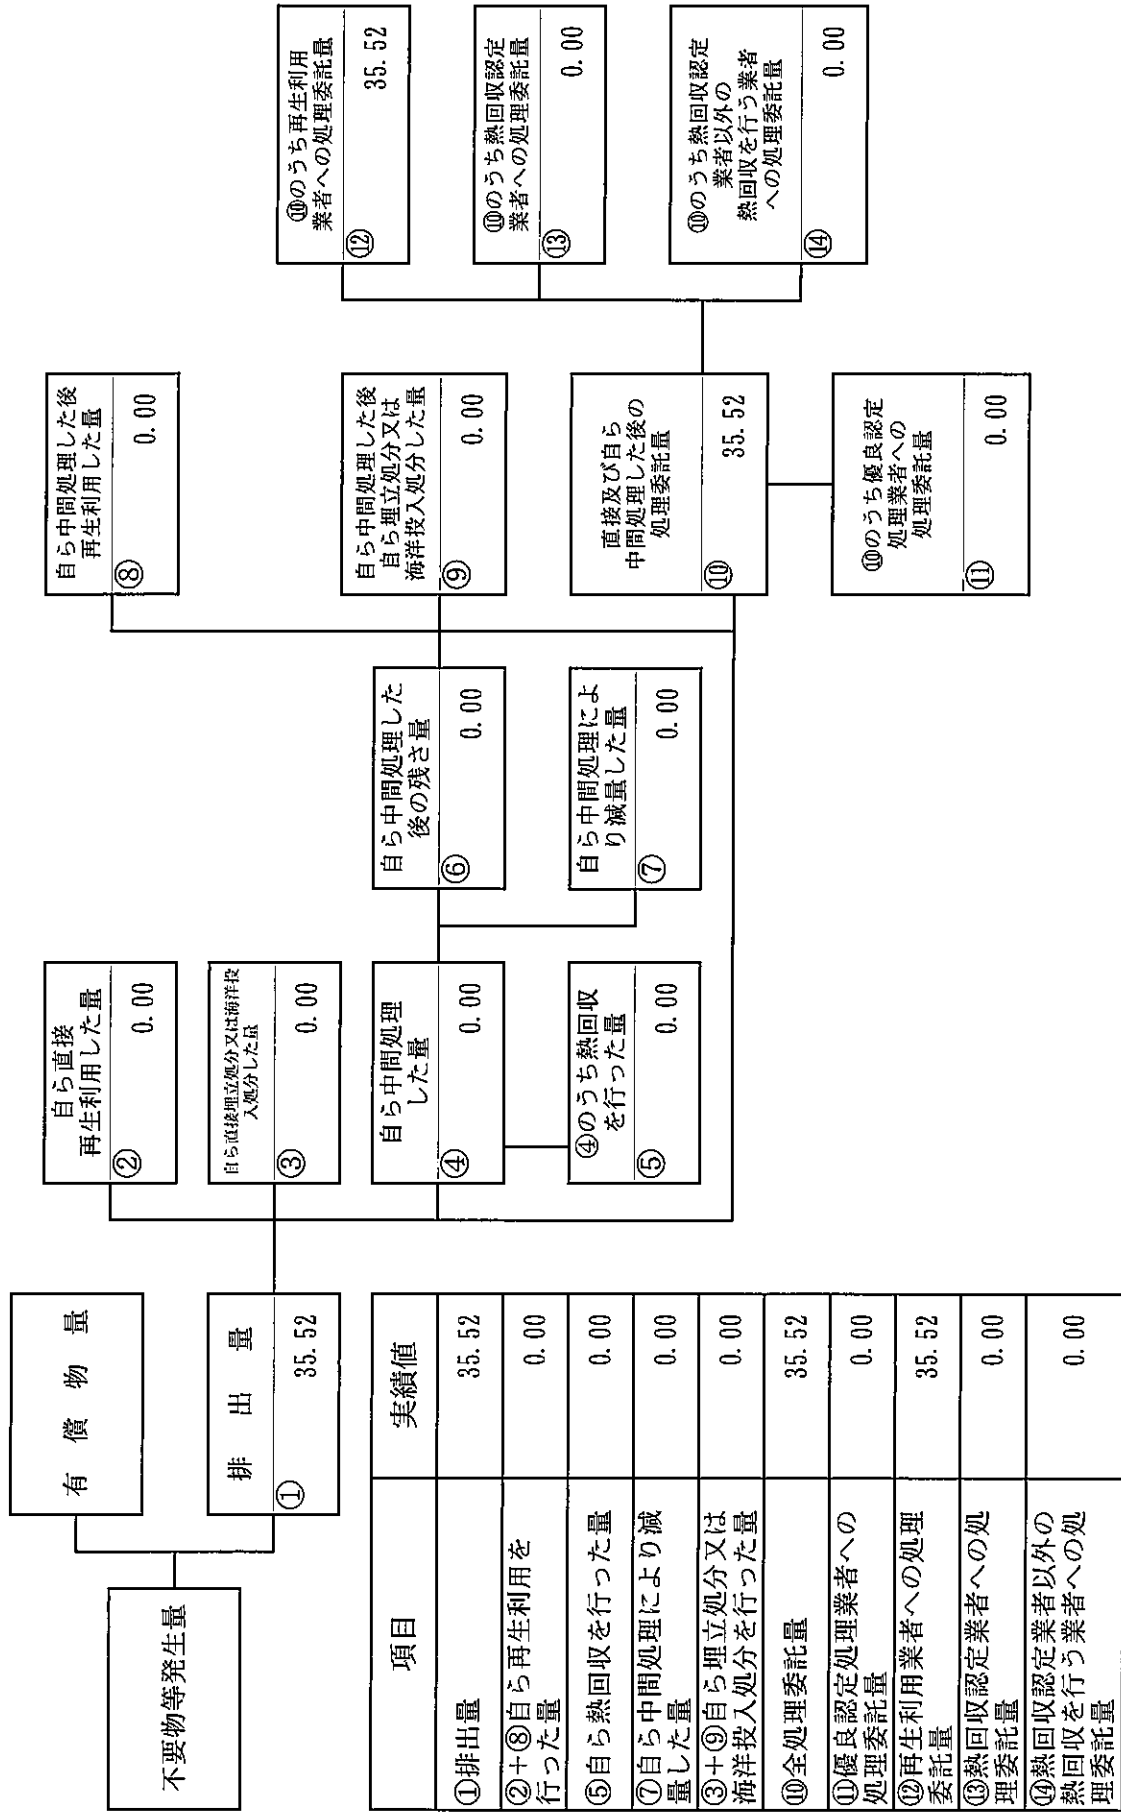 不要物等発生量
有償物量
排出量
① 35.52
自ら直接
再生利用した量
② 0.00
自ら直接埋立処分又は海洋投
入処分した量
③ 0.00
自ら中間処理
した量
④ 0.00
④のうち熱回収
を行った量
⑤ 0.00
自ら中間処理した
後の残さ量
⑥ 0.00
自ら中間処理によ
り減量した量
⑦ 0.00
自ら中間処理した後
再生利用した量
⑧ 0.00
自ら中間処理した後
自ら埋立処分又は
海洋投入処分した量
⑨ 0.00
直接及び自ら
中間処理した後の
処理委託量
⑩ 35.52
⑩のうち優良認定
処理業者への
処理委託量
⑪ 0.00
⑩のうち再生利用
業者への処理委託量
⑫ 35.52
⑩のうち熱回収認定
業者への処理委託量
⑬ 0.00
⑩のうち熱回収認定
業者以外の
熱回収を行う業者
への処理委託量
⑭ 0.00
項目 実績値
①排出量 35.52
②+⑧自ら再生利用を
行った量 0.00
⑤自ら熱回収を行った量 0.00
⑦自ら中間処理により減
量した量 0.00
③+⑨自ら埋立処分又は
海洋投入処分を行った量 0.00
⑩全処理委託量 35.52
⑪優良認定処理業者への
処理委託量 0.00
⑫再生利用業者への処理
委託量 35.52
⑬熱回収認定業者への処
理委託量 0.00
⑭熱回収認定業者以外の
熱回収を行う業者への処
理委託量 0.00